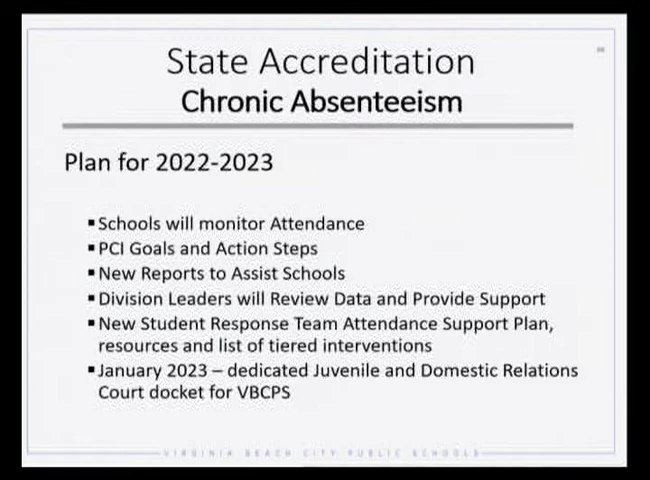 State Accreditation
Chronic Absenteeism
Plan for 2022-2023
▪ Schools will monitor Attendance
▪ PCI Goals and Action Steps
▪ New Reports to Assist Schools
▪ Division Leaders will Review Data and Provide Support
▪ New Student Response Team Attendance Support Plan,
resources and list of tiered interventions
▪ January 2023 – dedicated Juvenile and Domestic Relations
Court docket for VBCPS
VIRGINIA BEACH CITY PUBLIC SCHOOLS